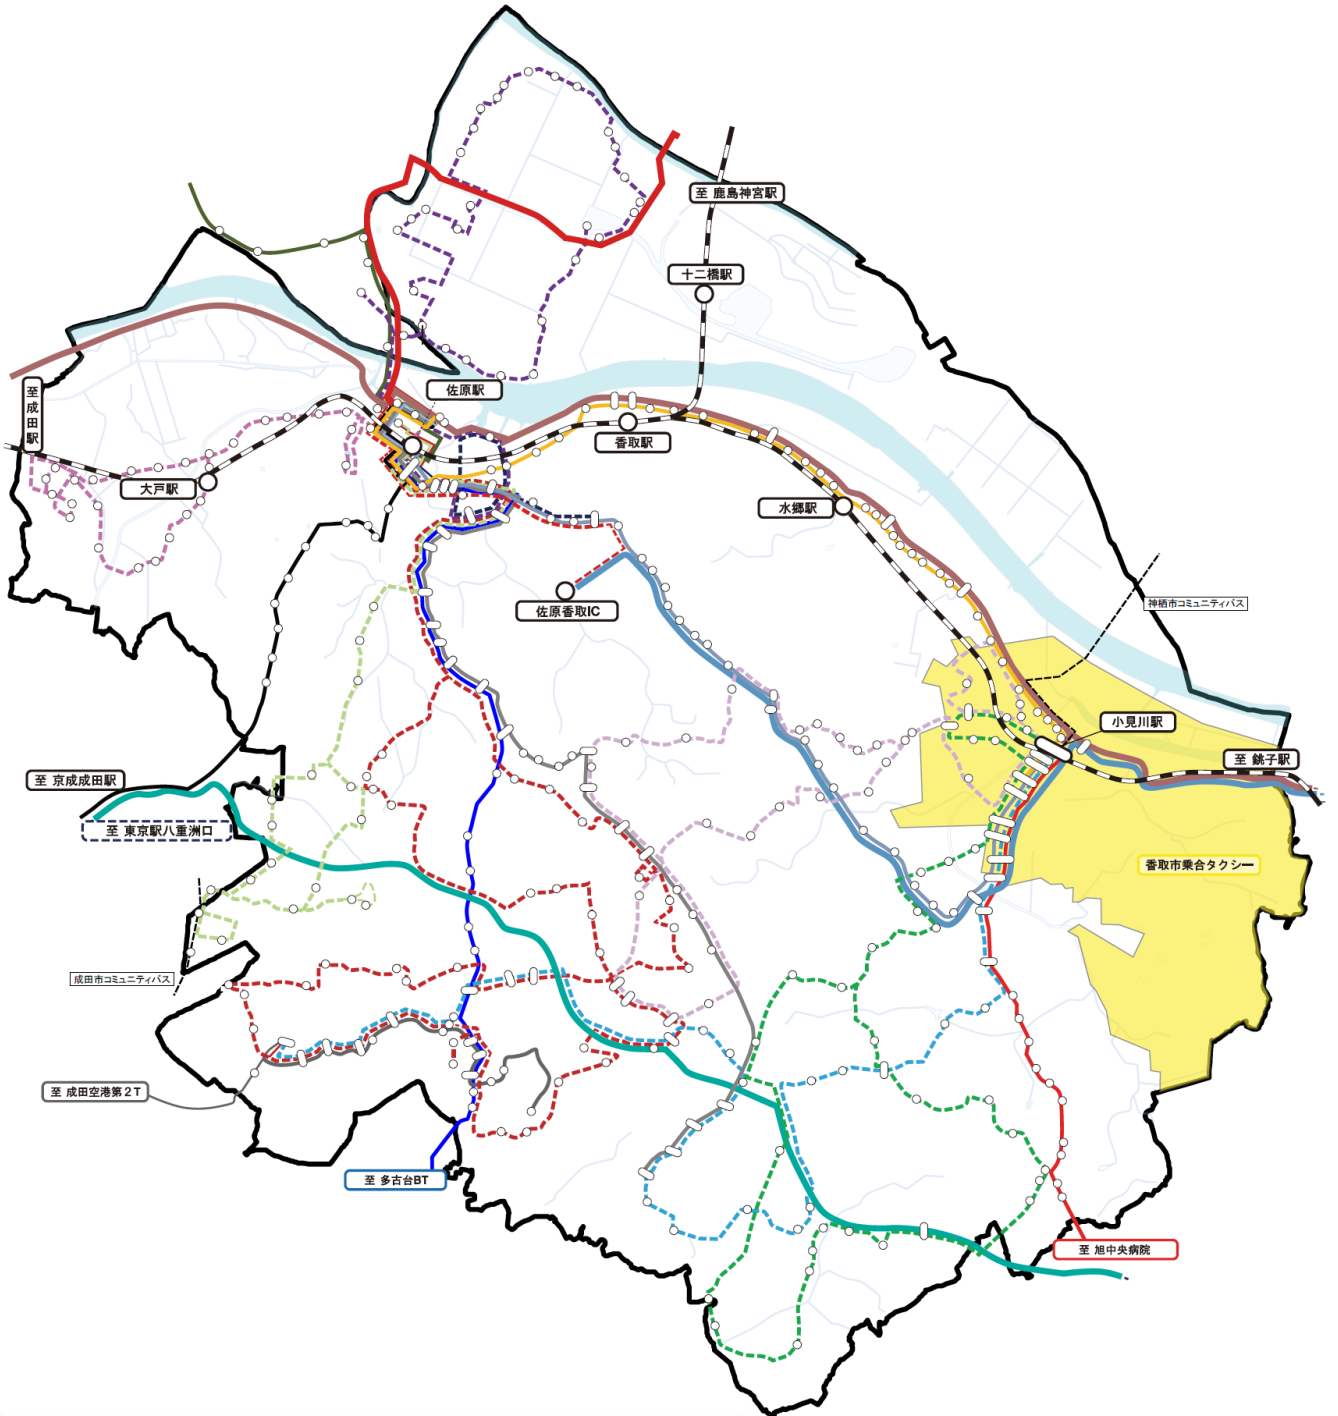 至 鹿島神宮駅
十二橋駅
佐原駅
至成田駅
香取駅
大戸駅
水郷駅
佐原香取IC
神栖市コミュニティバス
小見川駅
至 銚子駅
至 京成成田駅
至 東京駅八重洲口
香取市乗合タクシー
成田市コミュニティバス
至 成田空港第2T
至 多古台BT
至 旭中央病院